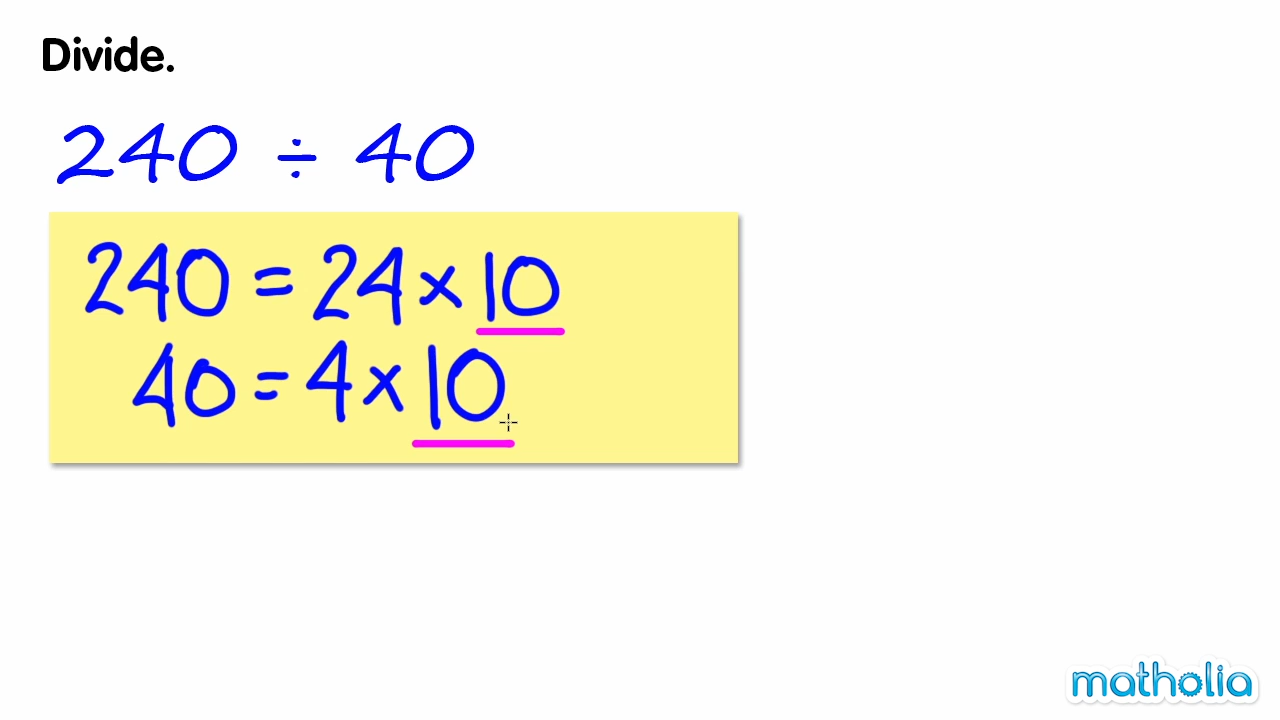 Divide.
240 ÷ 40
240 = 24 × 10
40 = 4 × 10
matholia